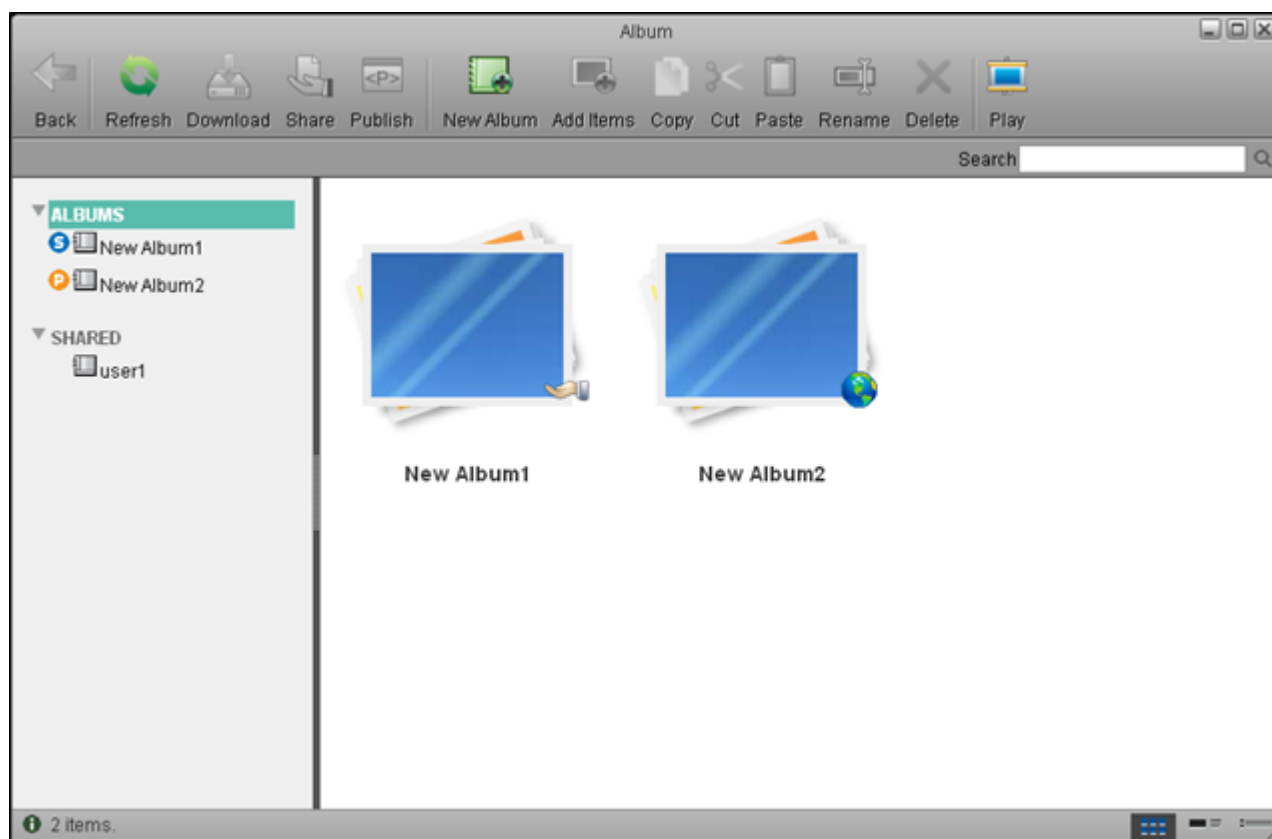 Album
Back Refresh Download Share <P> Publish New Album Add Items Copy Cut Paste Rename Delete Play
Search
ALBUMS
S New Album1
P New Album2
SHARED
user1
New Album1 New Album2
2 items.